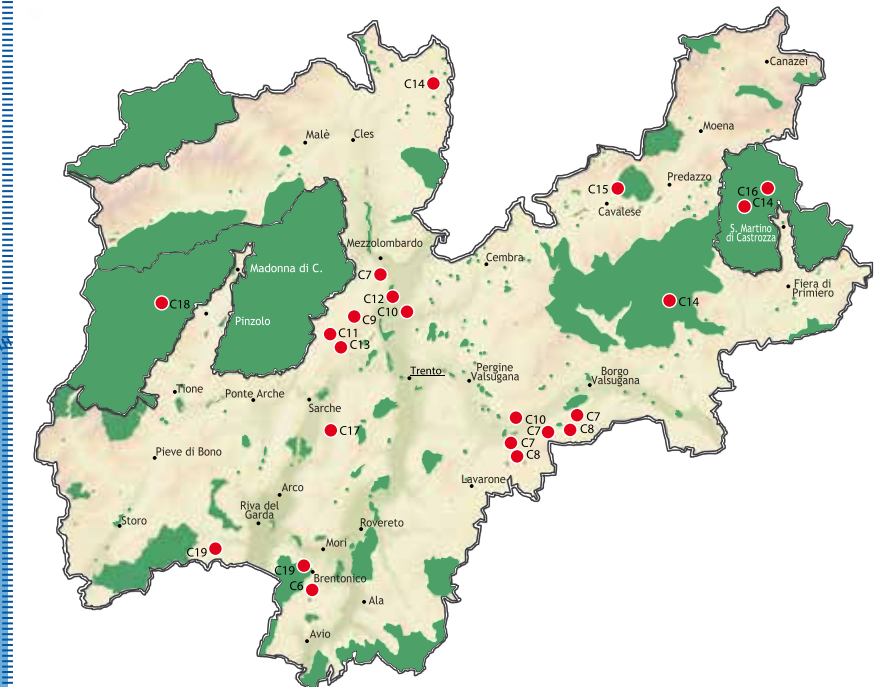 Canazei
C14
Moena
Malè
Cles
Predazzo
C15
C16
C14
Cavalese
S. Martino
di Castrozza
Mezzolombardo
Cembra
Madonna di C.
C7
Fiera di
Primiero
C12
C18
C14
C10
C9
Pinzolo
C11
C13
Trento
Pergine
Valsugana
Borgo
Valsugana
Tione
Ponte Arche
Sarche
C10
C7
C17
C7
C8
C7
Pieve di Bono
C8
Lavarone
Arco
Riva del
Garda
Storo
Rovereto
Mori
C19
C19
Brentonico
C6
Ala
Avio